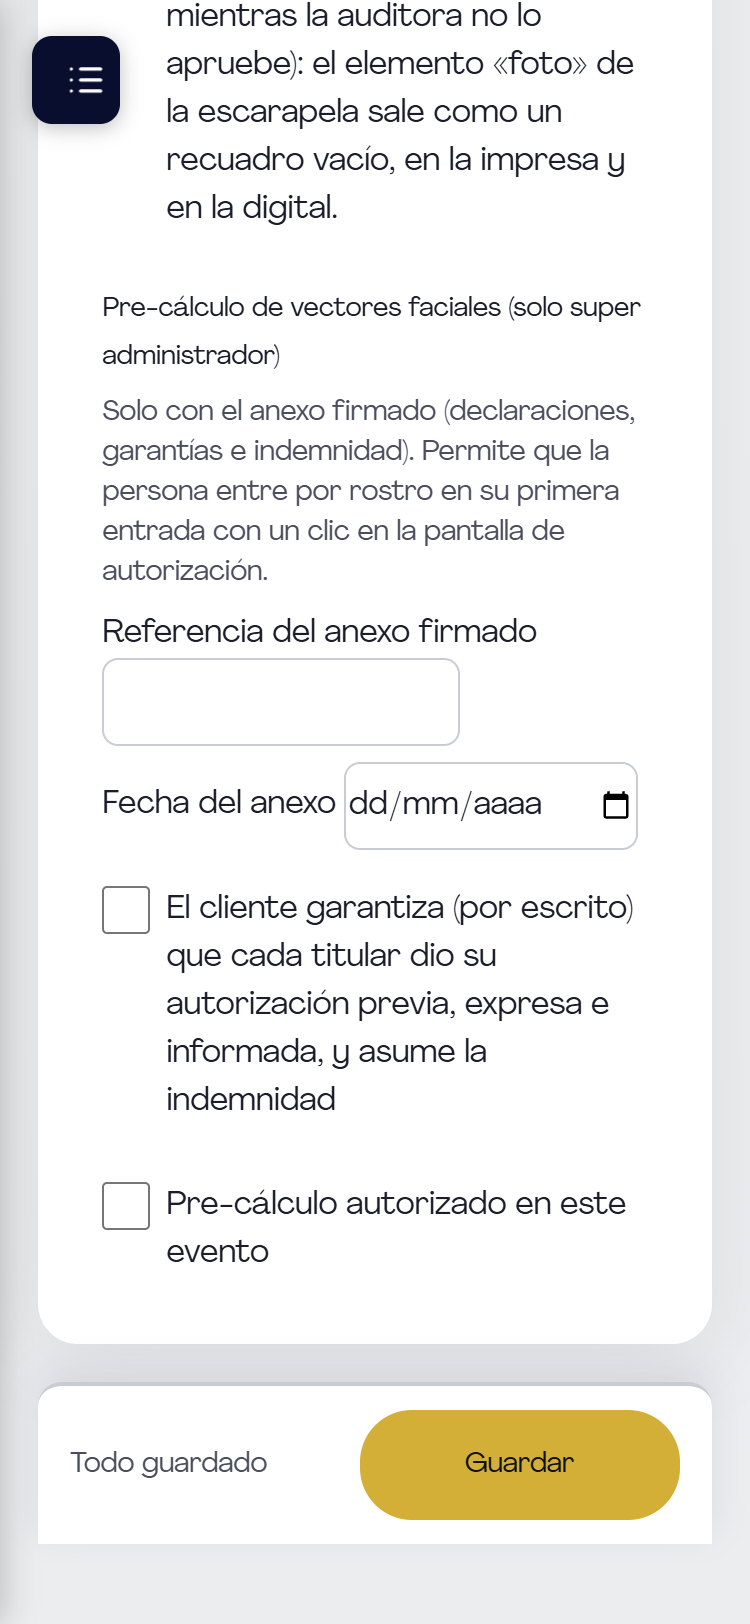 mientras la auditora no lo
apruebe): el elemento «foto» de
la escarapela sale como un
recuadro vacío, en la impresa y
en la digital.
Pre-cálculo de vectores faciales (solo super
administrador)
Solo con el anexo firmado (declaraciones,
garantías e indemnidad). Permite que la
persona entre por rostro en su primera
entrada con un clic en la pantalla de
autorización.
Referencia del anexo firmado
Fecha del anexo dd/mm/aaaa
El cliente garantiza (por escrito)
que cada titular dio su
autorización previa, expresa e
informada, y asume la
indemnidad
Pre-cálculo autorizado en este
evento
Todo guardado
Guardar